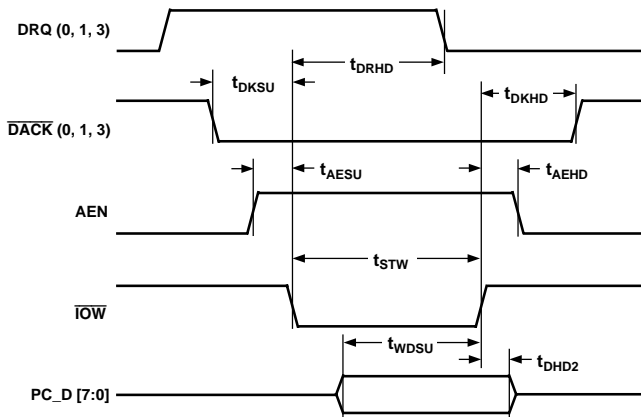 DRQ (0, 1, 3)
tDRHD
tDKSU
tDKHD
DACK (0, 1, 3)
tAESU
tAEHD
AEN
tSTW
IOW
tWDSU
tDHD2
PC_D [7:0]